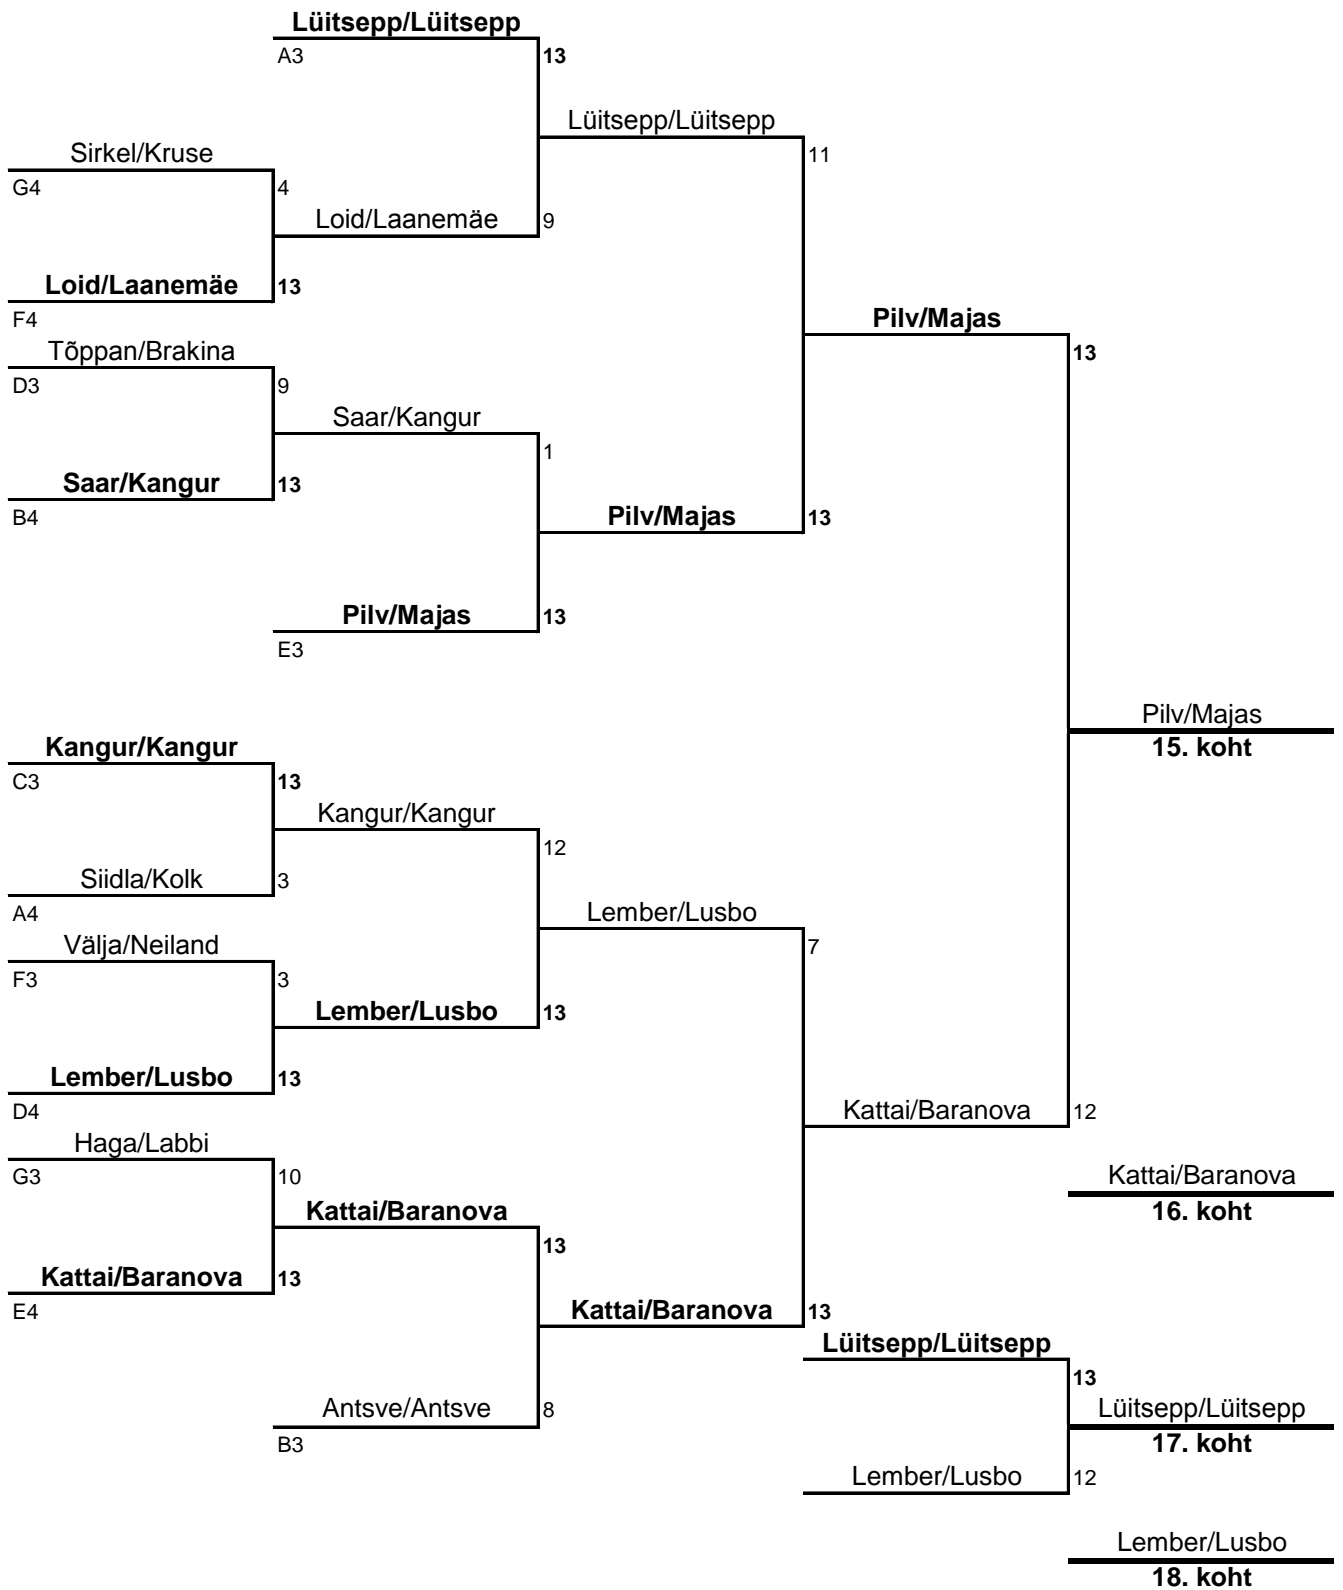 Lüitsepp/Lüitsepp
A3
13
Lüitsepp/Lüitsepp
Sirkel/Kruse
11
G4
4
Loid/Laanemäe
9
Loid/Laanemäe
13
F4
Pilv/Majas
Tõppan/Brakina
13
D3
9
Saar/Kangur
1
Saar/Kangur
13
B4
Pilv/Majas
13
Pilv/Majas
13
E3
Pilv/Majas
15. koht
Kangur/Kangur
C3
13
Kangur/Kangur
12
Siidla/Kolk
3
A4
Lember/Lusbo
Välja/Neiland
7
F3
3
Lember/Lusbo
13
Lember/Lusbo
13
D4
Kattai/Baranova
12
Haga/Labbi
G3
10
Kattai/Baranova
16. koht
Kattai/Baranova
13
Kattai/Baranova
13
E4
Kattai/Baranova
13
Lüitsepp/Lüitsepp
13
Antsve/Antsve
8
Lüitsepp/Lüitsepp
B3
17. koht
Lember/Lusbo
12
Lember/Lusbo
18. koht